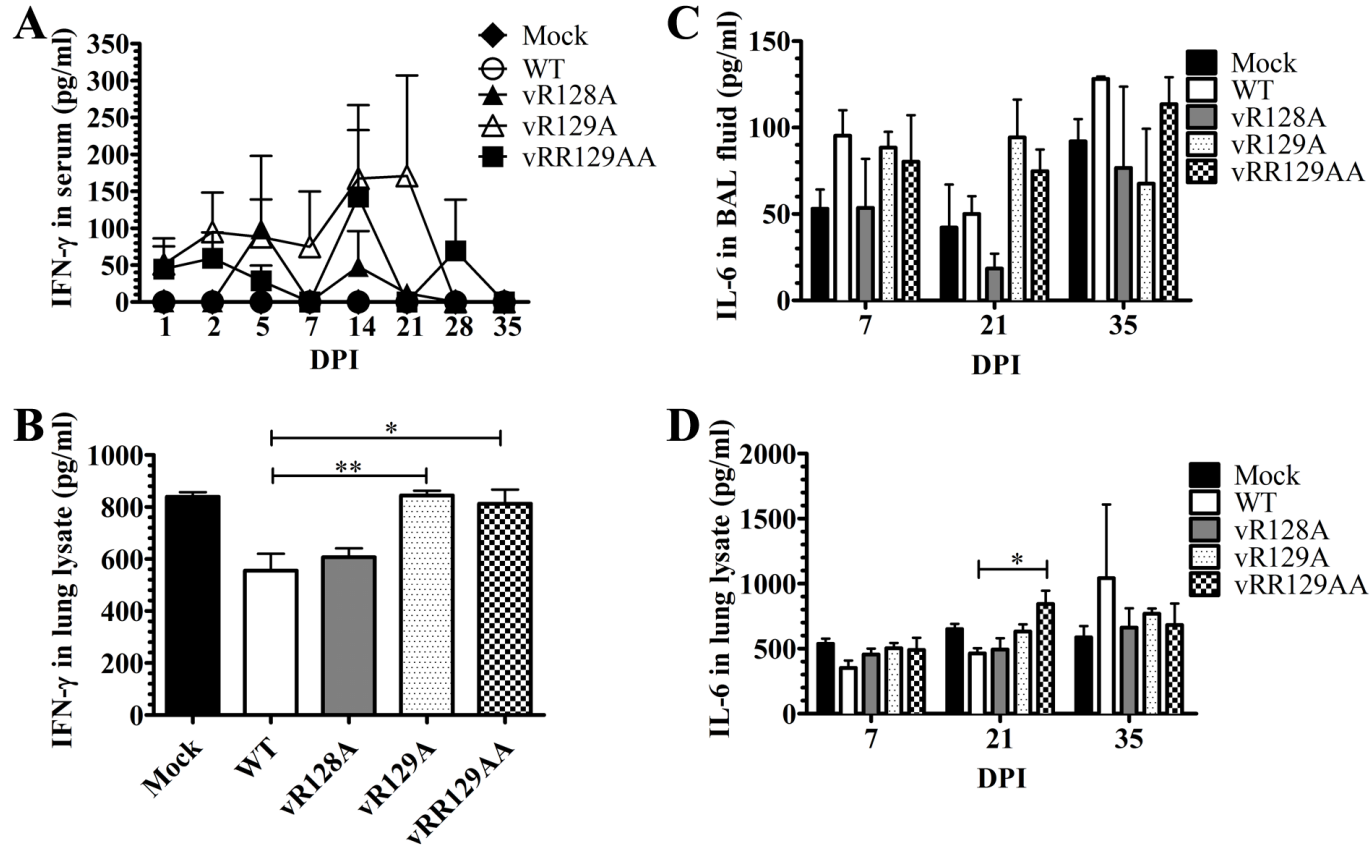 A
IFN-γ in serum (pg/ml)
350
300
250
200
150
100
50
0
1 2 5 7 14 21 28 35
DPI
Mock
WT
vR128A
vR129A
vRR129AA
C
IL-6 in BAL fluid (pg/ml)
150
100
50
0
7 21 35
DPI
Mock
WT
vR128A
vR129A
vRR129AA
B
IFN-γ in lung lysate (pg/ml)
1000
800
600
400
200
0
*
**
Mock WT vR128A vR129A vRR129AA
D
IL-6 in lung lysate (pg/ml)
2000
1500
1000
500
0
*
7 21 35
DPI
Mock
WT
vR128A
vR129A
vRR129AA